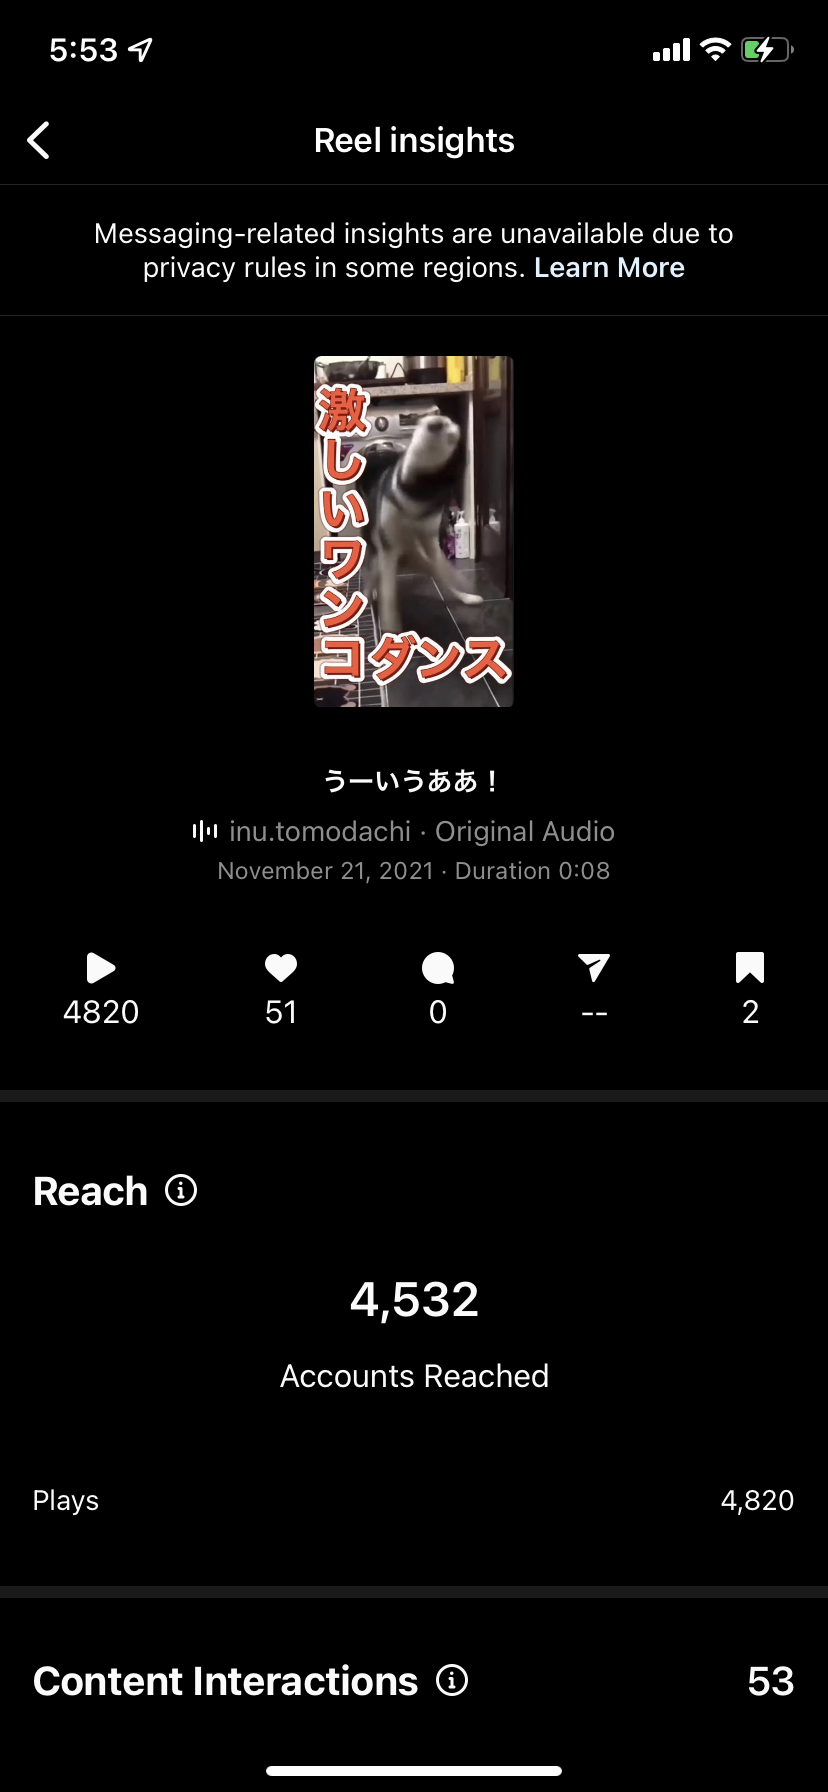 5:53
Reel insights
Messaging-related insights are unavailable due to
privacy rules in some regions. Learn More
激しいワンコダンス
うーいうああ！
inu.tomodachi · Original Audio
November 21, 2021 · Duration 0:08
4820 51 0 -- 2
Reach
4,532
Accounts Reached
Plays 4,820
Content Interactions 53